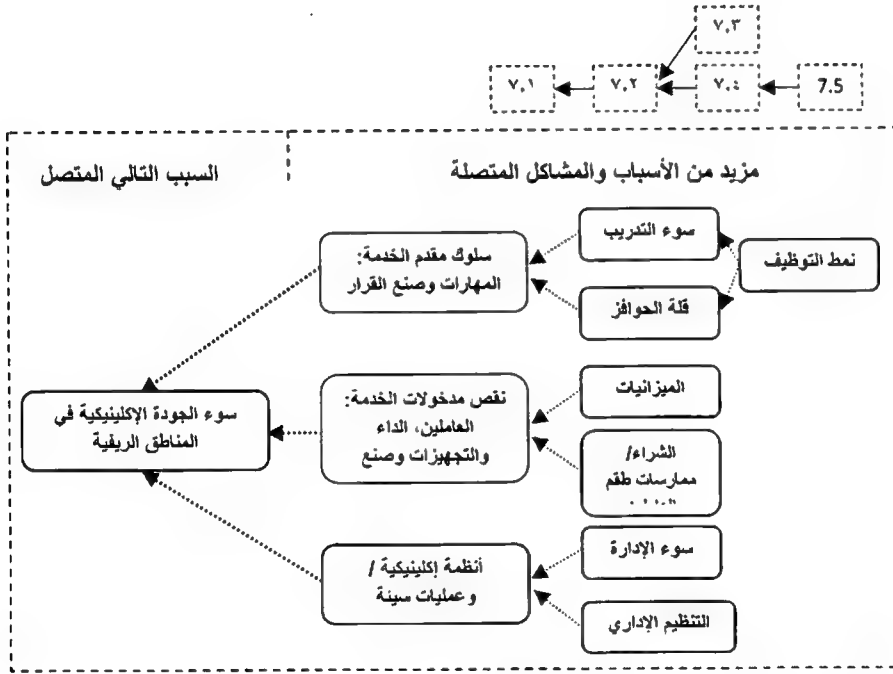 ٧,٣
7.5
٧,٤
٧,٢
٧,١
مزيد من الأسباب والمشاكل المتصلة
السبب التالي المتصل
نمط التوظيف
سوء التدريب
قلة الحوافز
سلوك مقدم الخدمة:
المهارات وصنع القرار
الميزانيات
الشراء/
ممارسات طقم
نقص مدخولات الخدمة:
العاملين، الداء
والتجهيزات وصنع
سوء الجودة الإكلينيكية في
المناطق الريفية
سوء الإدارة
التنظيم الإداري
أنظمة إكلينيكية /
وعمليات سيئة